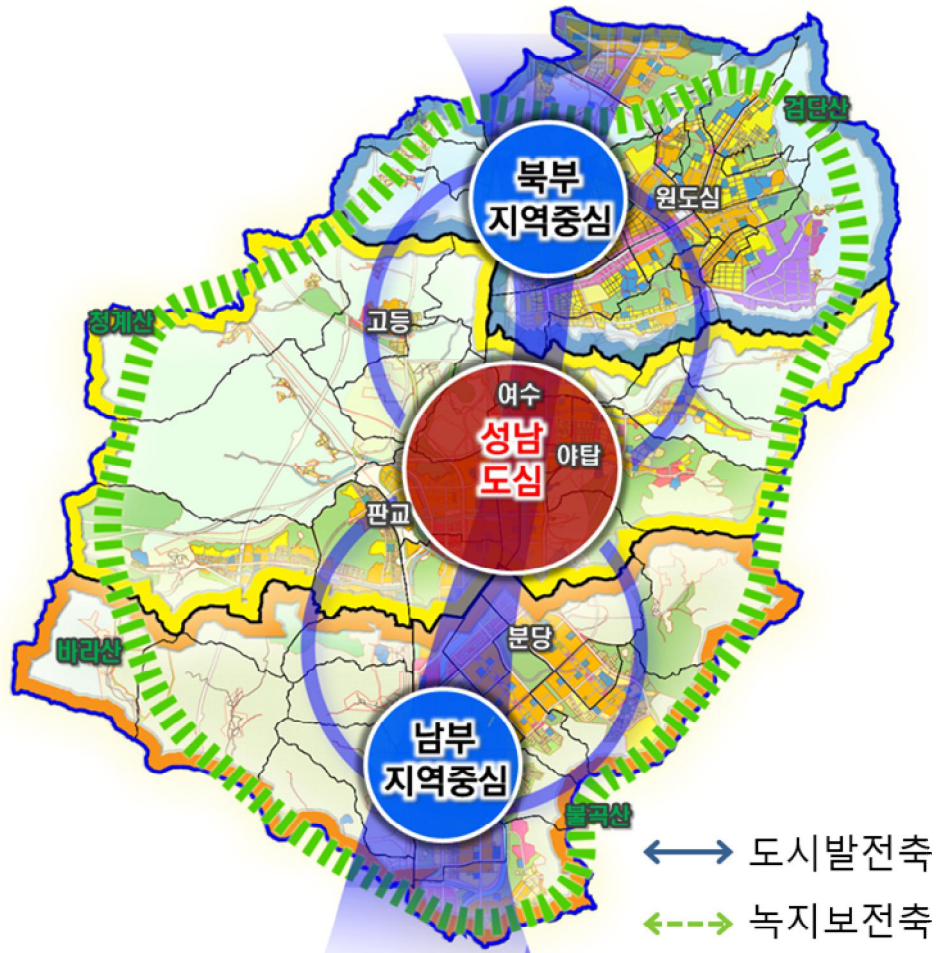 검단산
북부
지역중심
원도심
청계산
고등
여수
성남
도심
야탑
판교
분당
바라산
남부
지역중심
불곡산
도시발전축
녹지보전축